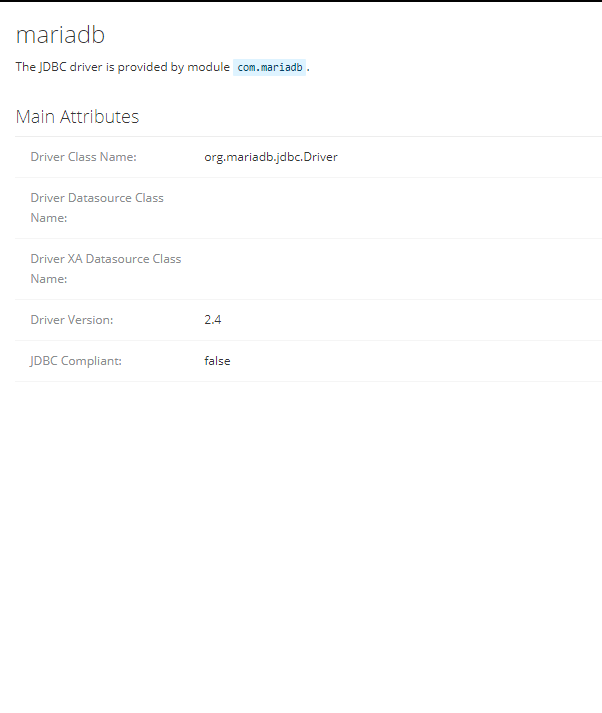 mariadb
The JDBC driver is provided by module com.mariadb.
Main Attributes
Driver Class Name: org.mariadb.jdbc.Driver
Driver Datasource Class
Name:
Driver XA Datasource Class
Name:
Driver Version: 2.4
JDBC Compliant: false